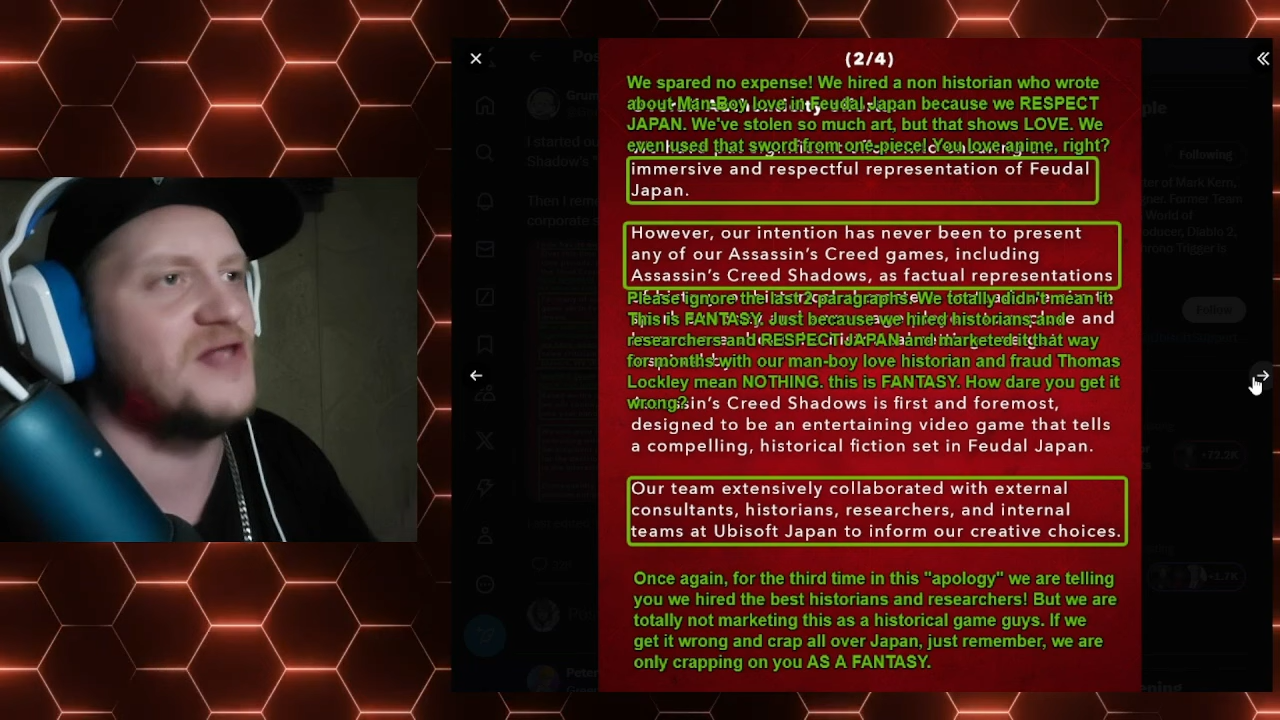 (2/4)
We spared no expense! We hired a non historian who wrote
about Man-Boy love in Feudal Japan because we RESPECT
JAPAN. We've stolen so much art, but that shows LOVE. We
even used that sword from one piece! You love anime, right?
immersive and respectful representation of Feudal
Japan.
However, our intention has never been to present
any of our Assassin's Creed games, including
Assassin's Creed Shadows, as factual representations
Please ignore the last 2 paragraphs. We totally didn't mean it.
This is FANTASY. Just because we hired historians and
researchers and RESPECT JAPAN and marketed it that way
for months with our man-boy love historian and fraud Thomas
Lockley mean NOTHING. this is FANTASY. How dare you get it
wrong?
Assassin's Creed Shadows is first and foremost,
designed to be an entertaining video game that tells
a compelling, historical fiction set in Feudal Japan.
Our team extensively collaborated with external
consultants, historians, researchers, and internal
teams at Ubisoft Japan to inform our creative choices.
Once again, for the third time in this "apology" we are telling
you we hired the best historians and researchers! But we are
totally not marketing this as a historical game guys. If we
get it wrong and crap all over Japan, just remember, we are
only crapping on you AS A FANTASY.
Following
Follow